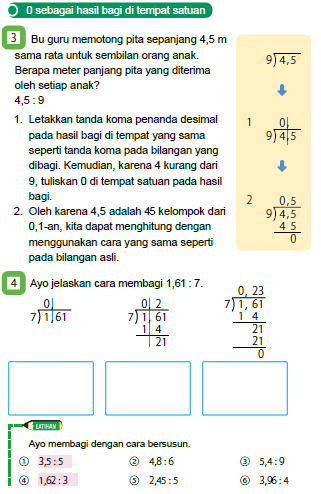 0 sebagai hasil bagi di tempat satuan
3 Bu guru memotong pita sepanjang 4,5 m
sama rata untuk sembilan orang anak.
Berapa meter panjang pita yang diterima
oleh setiap anak?
4,5 : 9
9) 4,5
1. Letakkan tanda koma penanda desimal
pada hasil bagi di tempat yang sama
seperti tanda koma pada bilangan yang
dibagi. Kemudian, karena 4 kurang dari
9, tuliskan 0 di tempat satuan pada hasil
bagi.
1 0,
9) 4,5
2. Oleh karena 4,5 adalah 45 kelompok dari
0,1-an, kita dapat menghitung dengan
menggunakan cara yang sama seperti
pada bilangan asli.
2 0,5
9) 4,5
4 5
0
4 Ayo jelaskan cara membagi 1,61 : 7.
0,
7) 1,61
0, 2
7) 1, 61
1 4
21
0, 23
7) 1, 61
1 4
21
21
0
LATIHAN
Ayo membagi dengan cara bersusun.
① 3,5 : 5 ② 4,8 : 6 ③ 5,4 : 9
④ 1,62 : 3 ⑤ 2,45 : 5 ⑥ 3,96 : 4